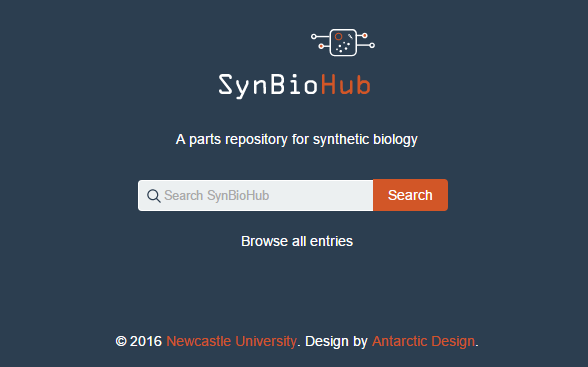 SynBioHub
A parts repository for synthetic biology
Search SynBioHub Search
Browse all entries
© 2016 Newcastle University. Design by Antarctic Design.